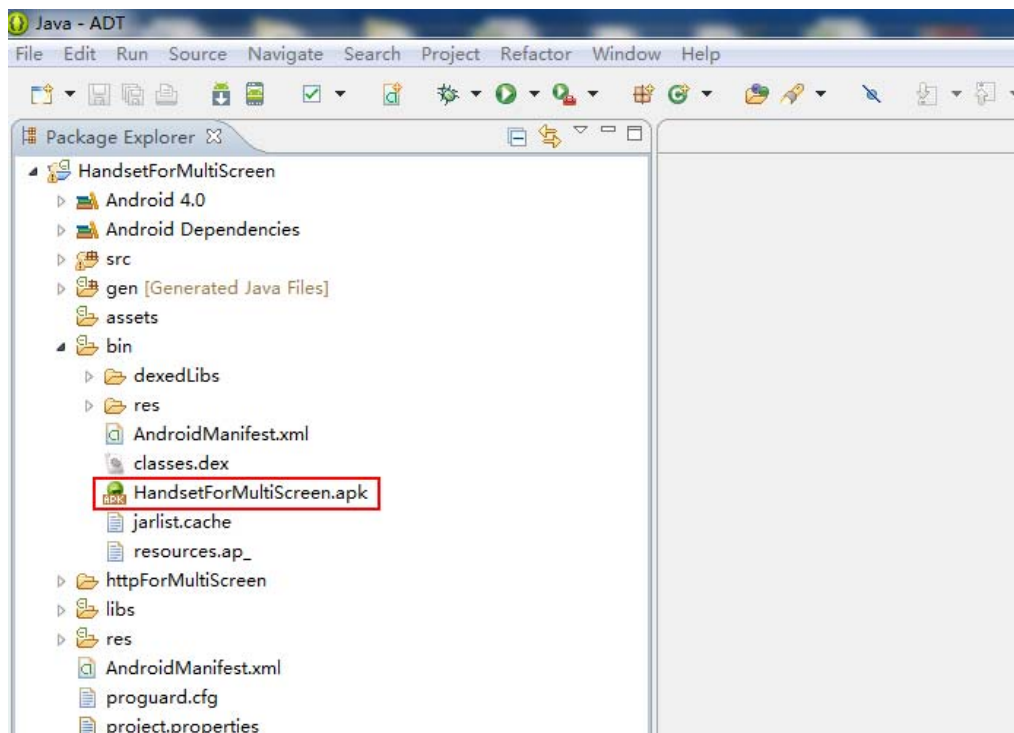 Java - ADT
File Edit Run Source Navigate Search Project Refactor Window Help
Package Explorer
HandsetForMultiScreen
Android 4.0
Android Dependencies
src
gen [Generated Java Files]
assets
bin
dexedLibs
res
AndroidManifest.xml
classes.dex
HandsetForMultiScreen.apk
jarlist.cache
resources.ap_
httpForMultiScreen
libs
res
AndroidManifest.xml
proguard.cfg
project.properties